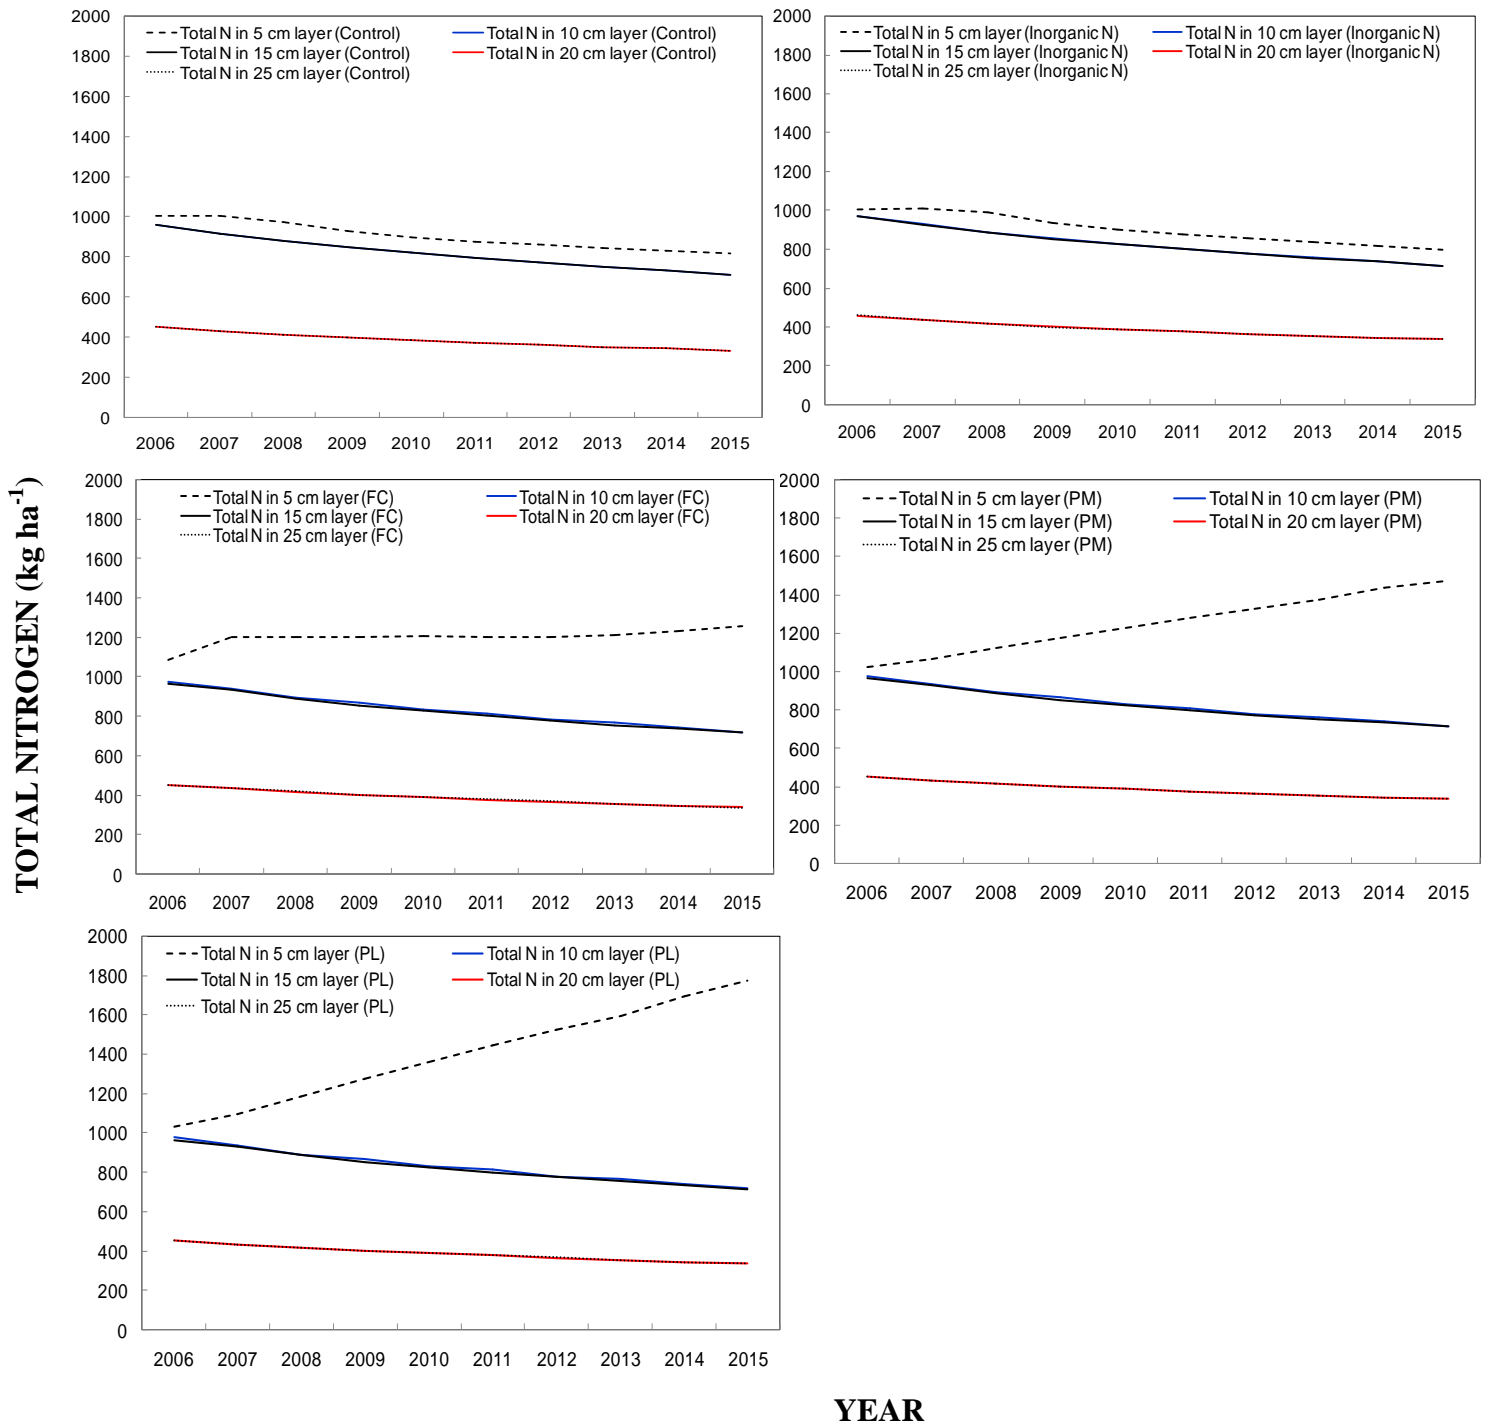 TOTAL NITROGEN (kg ha-1)
2000
1800
1600
1400
1200
1000
800
600
400
200
0
Total N in 5 cm layer (Control) Total N in 10 cm layer (Control)
Total N in 15 cm layer (Control) Total N in 20 cm layer (Control)
Total N in 25 cm layer (Control)
2006 2007 2008 2009 2010 2011 2012 2013 2014 2015
2000
1800
1600
1400
1200
1000
800
600
400
200
0
Total N in 5 cm layer (Inorganic N) Total N in 10 cm layer (Inorganic N)
Total N in 15 cm layer (Inorganic N) Total N in 20 cm layer (Inorganic N)
Total N in 25 cm layer (Inorganic N)
2006 2007 2008 2009 2010 2011 2012 2013 2014 2015
2000
1800
1600
1400
1200
1000
800
600
400
200
0
Total N in 5 cm layer (FC) Total N in 10 cm layer (FC)
Total N in 15 cm layer (FC) Total N in 20 cm layer (FC)
Total N in 25 cm layer (FC)
2006 2007 2008 2009 2010 2011 2012 2013 2014 2015
2000
1800
1600
1400
1200
1000
800
600
400
200
0
Total N in 5 cm layer (PM) Total N in 10 cm layer (PM)
Total N in 15 cm layer (PM) Total N in 20 cm layer (PM)
Total N in 25 cm layer (PM)
2006 2007 2008 2009 2010 2011 2012 2013 2014 2015
2000
1800
1600
1400
1200
1000
800
600
400
200
0
Total N in 5 cm layer (PL) Total N in 10 cm layer (PL)
Total N in 15 cm layer (PL) Total N in 20 cm layer (PL)
Total N in 25 cm layer (PL)
2006 2007 2008 2009 2010 2011 2012 2013 2014 2015
YEAR